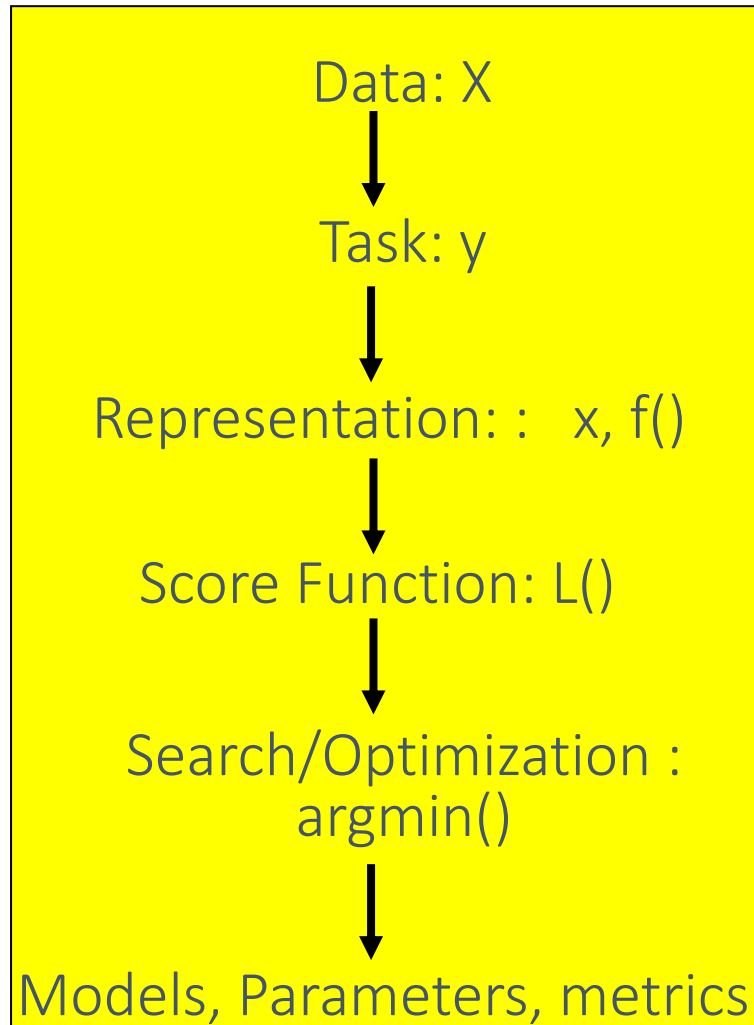 Data: X
Task: y
Representation: : x, f()
Score Function: L()
Search/Optimization :
argmin()
Models, Parameters, metrics